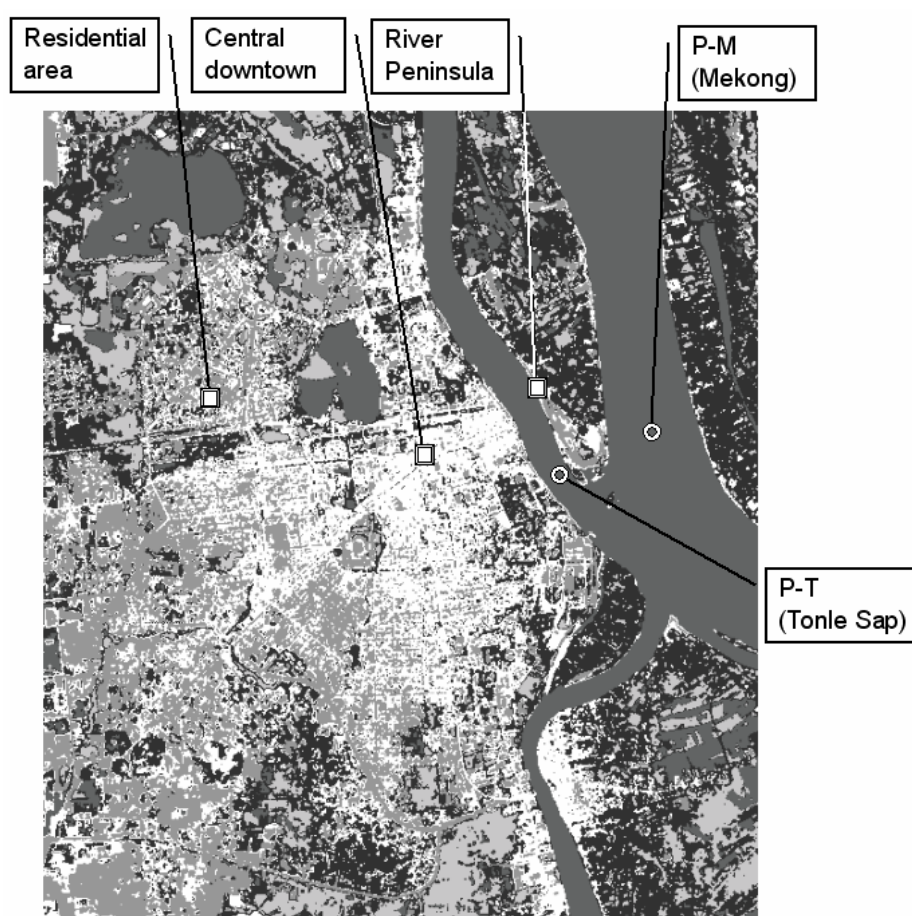 Residential
area
Central
downtown
River
Peninsula
P-M
(Mekong)
P-T
(Tonle Sap)